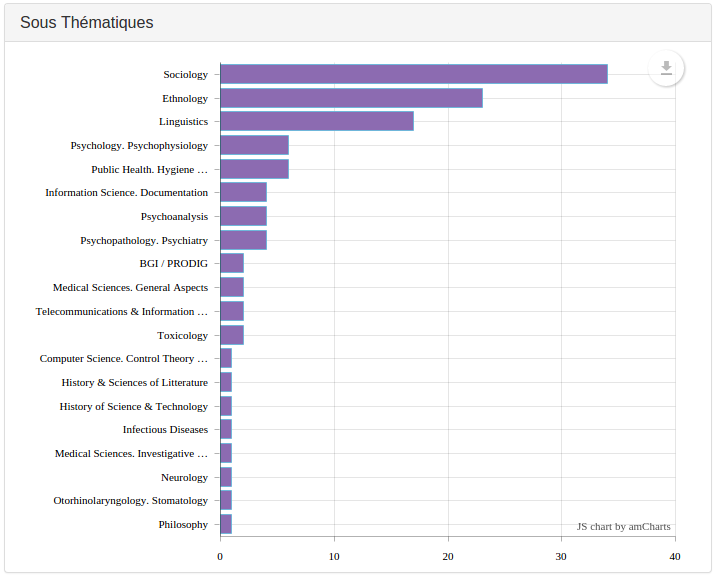 Sous Thématiques
Sociology
Ethnology
Linguistics
Psychology. Psychophysiology
Public Health. Hygiene …
Information Science. Documentation
Psychoanalysis
Psychopathology. Psychiatry
BGI / PRODIG
Medical Sciences. General Aspects
Telecommunications & Information …
Toxicology
Computer Science. Control Theory …
History & Sciences of Litterature
History of Science & Technology
Infectious Diseases
Medical Sciences. Investigative …
Neurology
Otorhinolaryngology. Stomatology
Philosophy
JS chart by amCharts
0 10 20 30 40